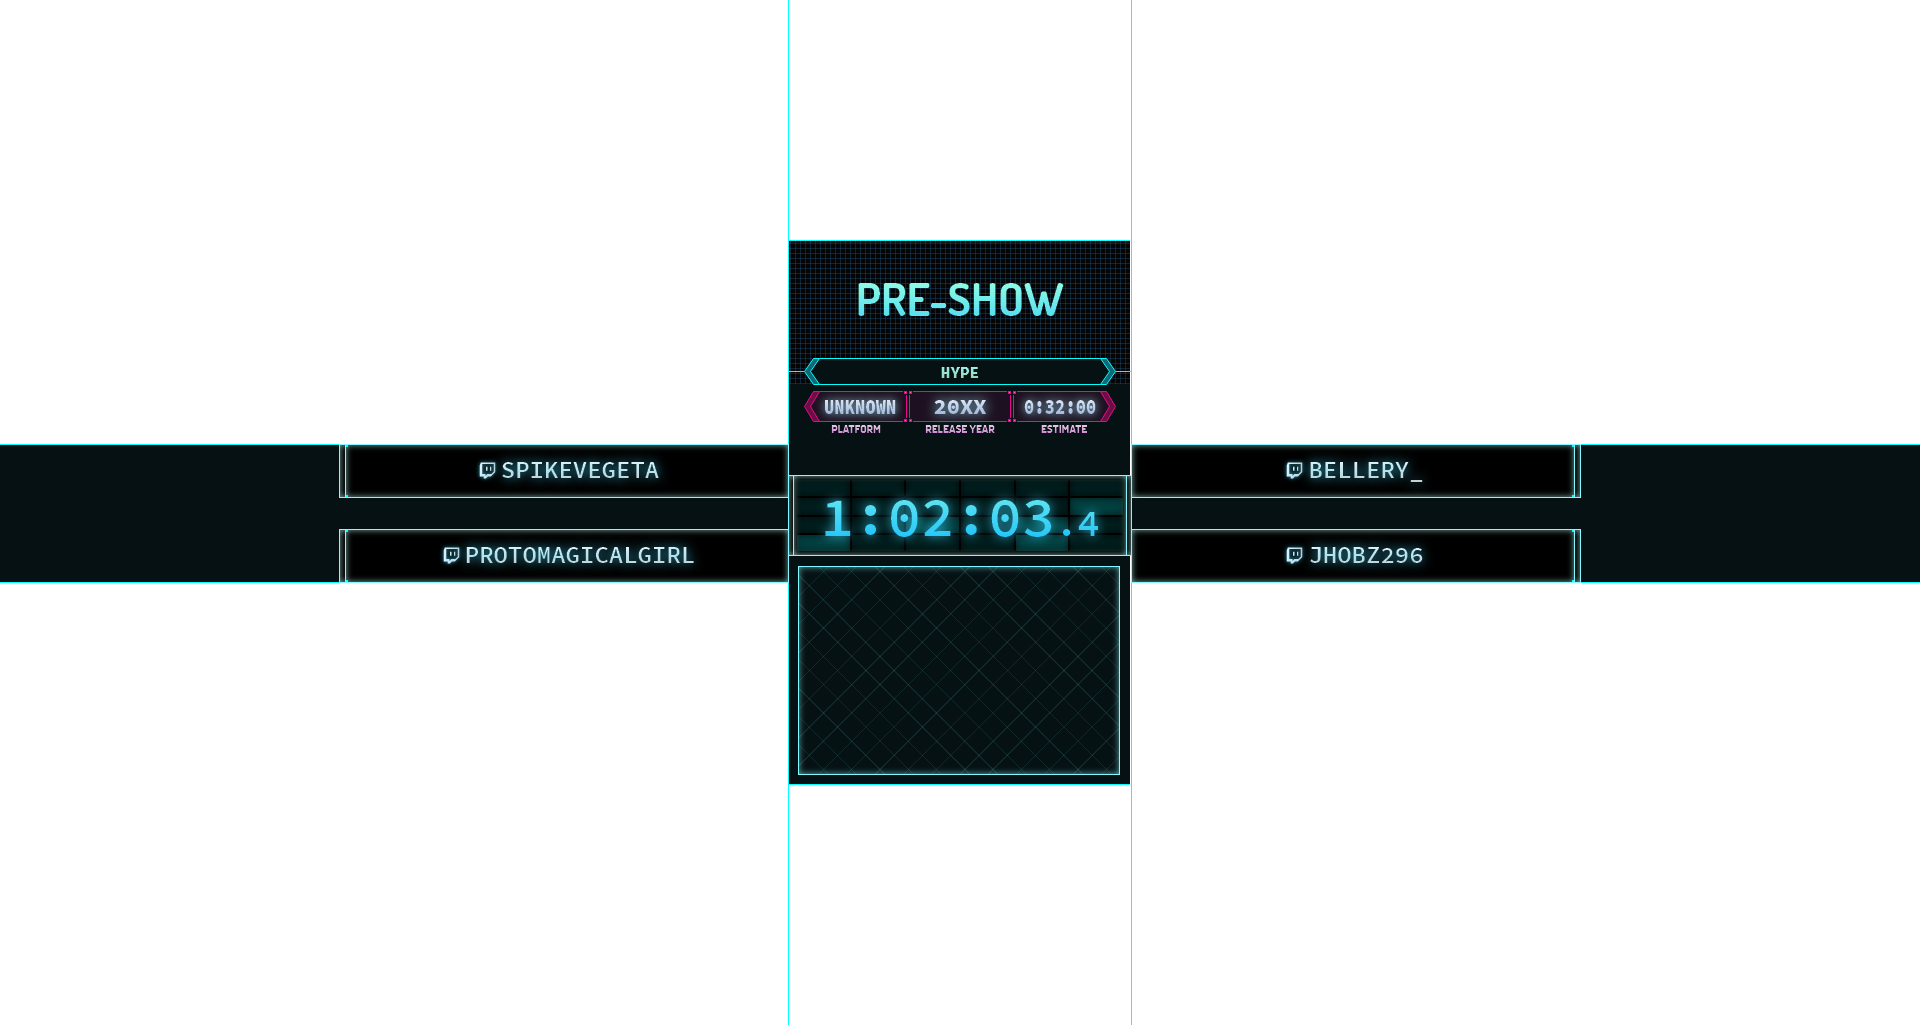 PRE-SHOW
HYPE
UNKNOWN 20XX 0:32:00
PLATFORM RELEASE YEAR ESTIMATE
SPIKEVEGETA
BELLERY_
1:02:03.4
PROTOMAGICALGIRL
JHOBZ296